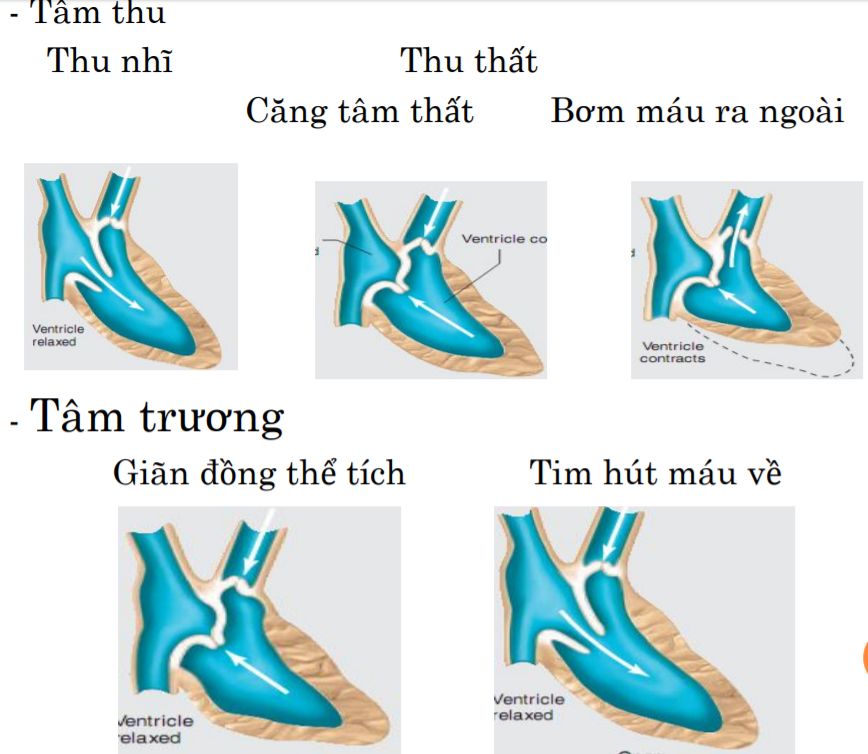 - Tâm thu
Thu nhĩ
Thu thất
Căng tâm thất
Bơm máu ra ngoài
Ventricle
relaxed
Ventricle co
Ventricle
contracts
- Tâm trương
Giãn đồng thể tích
Tim hút máu về
Ventricle
relaxed
Ventricle
relaxed